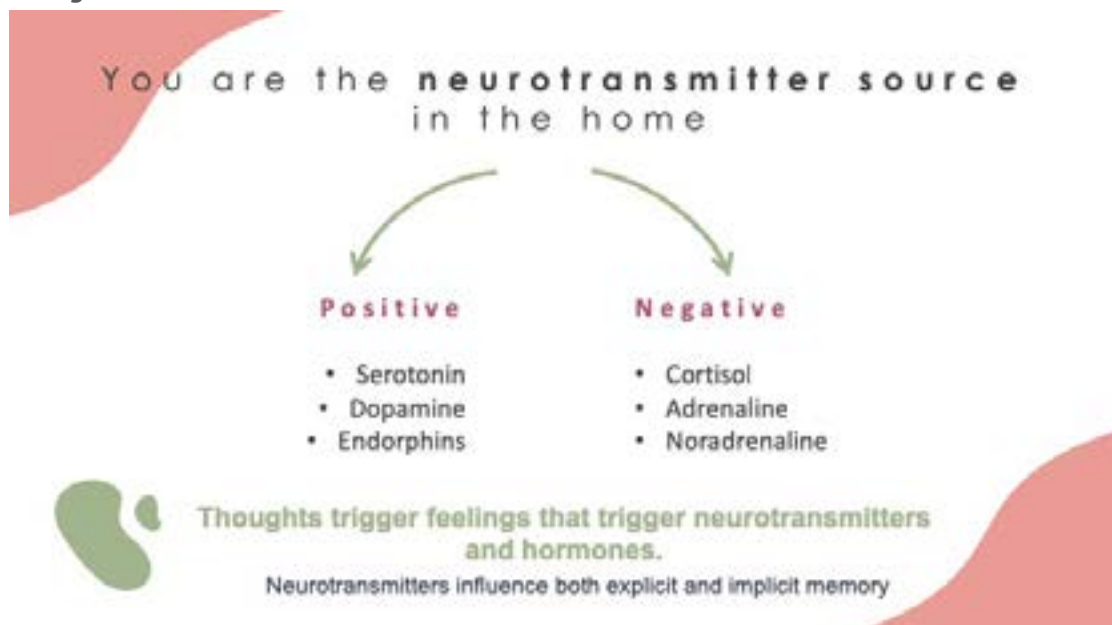 You are the neurotransmitter source
in the home
Positive
• Serotonin
• Dopamine
• Endorphins
Negative
• Cortisol
• Adrenaline
• Noradrenaline
Thoughts trigger feelings that trigger neurotransmitters
and hormones.
Neurotransmitters influence both explicit and implicit memory